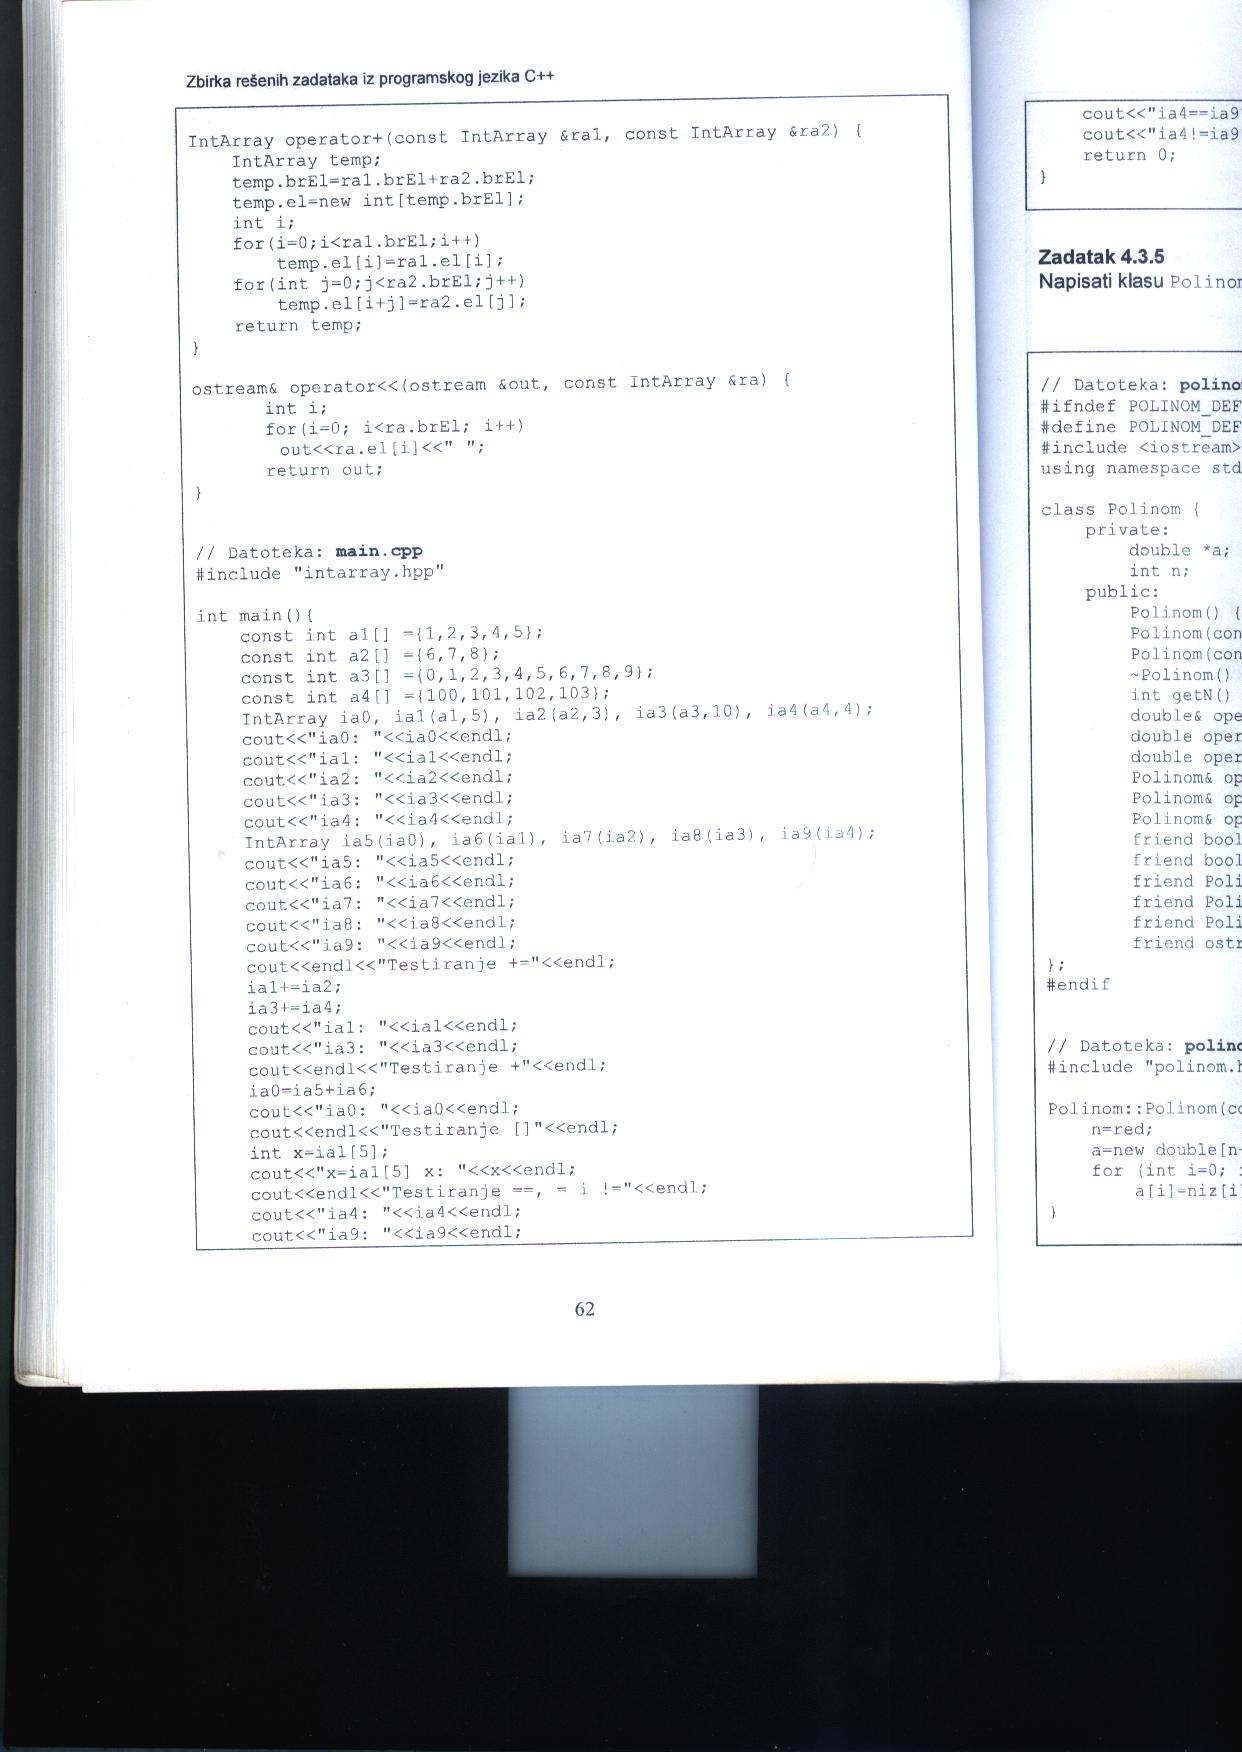 Zbirka rešenih zadataka iz programskog jezika C++
IntArray operator+(const IntArray &ra1, const IntArray &ra2) {
    IntArray temp;
    temp.brEl=ra1.brEl+ra2.brEl;
    temp.el=new int[temp.brEl];
    int i;
    for(i=0;i<ra1.brEl;i++)
        temp.el[i]=ra1.el[i];
    for(int j=0;j<ra2.brEl;j++)
        temp.el[i+j]=ra2.el[j];
    return temp;
}
ostream& operator<<(ostream &out, const IntArray &ra) {
    int i;
    for(i=0; i<ra.brEl; i++)
     out<<ra.el[i]<<" ";
    return out;
}
// Datoteka: main.cpp
#include "intarray.hpp"
int main(){
    const int a1[] ={1,2,3,4,5};
    const int a2[] ={6,7,8};
    const int a3[] ={0,1,2,3,4,5,6,7,8,9};
    const int a4[] ={100,101,102,103};
    IntArray ia0, ia1(a1,5), ia2(a2,3), ia3(a3,10), ia4(a4,4);
    cout<<"ia0: "<<ia0<<endl;
    cout<<"ia1: "<<ia1<<endl;
    cout<<"ia2: "<<ia2<<endl;
    cout<<"ia3: "<<ia3<<endl;
    cout<<"ia4: "<<ia4<<endl;
    IntArray ia5(ia0), ia6(ia1), ia7(ia2), ia8(ia3), ia9(ia4);
    cout<<"ia5: "<<ia5<<endl;
    cout<<"ia6: "<<ia6<<endl;
    cout<<"ia7: "<<ia7<<endl;
    cout<<"ia8: "<<ia8<<endl;
    cout<<"ia9: "<<ia9<<endl;
    cout<<endl<<"Testiranje +="<<endl;
    ia1+=ia2;
    ia3+=ia4;
    cout<<"ia1: "<<ia1<<endl;
    cout<<"ia3: "<<ia3<<endl;
    cout<<endl<<"Testiranje +"<<endl;
    ia0=ia5+ia6;
    cout<<"ia0: "<<ia0<<endl;
    cout<<endl<<"Testiranje []"<<endl;
    int x=ia1[5];
    cout<<"x=ia1[5] x: "<<x<<endl;
    cout<<endl<<"Testiranje ==, = i !="<<endl;
    cout<<"ia4: "<<ia4<<endl;
    cout<<"ia9: "<<ia9<<endl;
62
    cout<<"ia4==ia9
    cout<<"ia4!=ia9
    return 0;
}
Zadatak 4.3.5
Napisati klasu Polinom
// Datoteka: polino
#ifndef POLINOM_DEF
#define POLINOM_DEF
#include <iostream>
using namespace std
class Polinom {
    private:
        double *a;
        int n;
    public:
        Polinom() {
        Polinom(con
        Polinom(con
        ~Polinom()
        int getN()
        double& ope
        double oper
        double oper
        Polinom& op
        Polinom& op
        Polinom& op
        friend bool
        friend bool
        friend Poli
        friend Poli
        friend Poli
        friend ostr
};
#endif
// Datoteka: polino
#include "polinom.h
Polinom::Polinom(co
    n=red;
    a=new double[n
    for (int i=0;
        a[i]=niz[i]
}